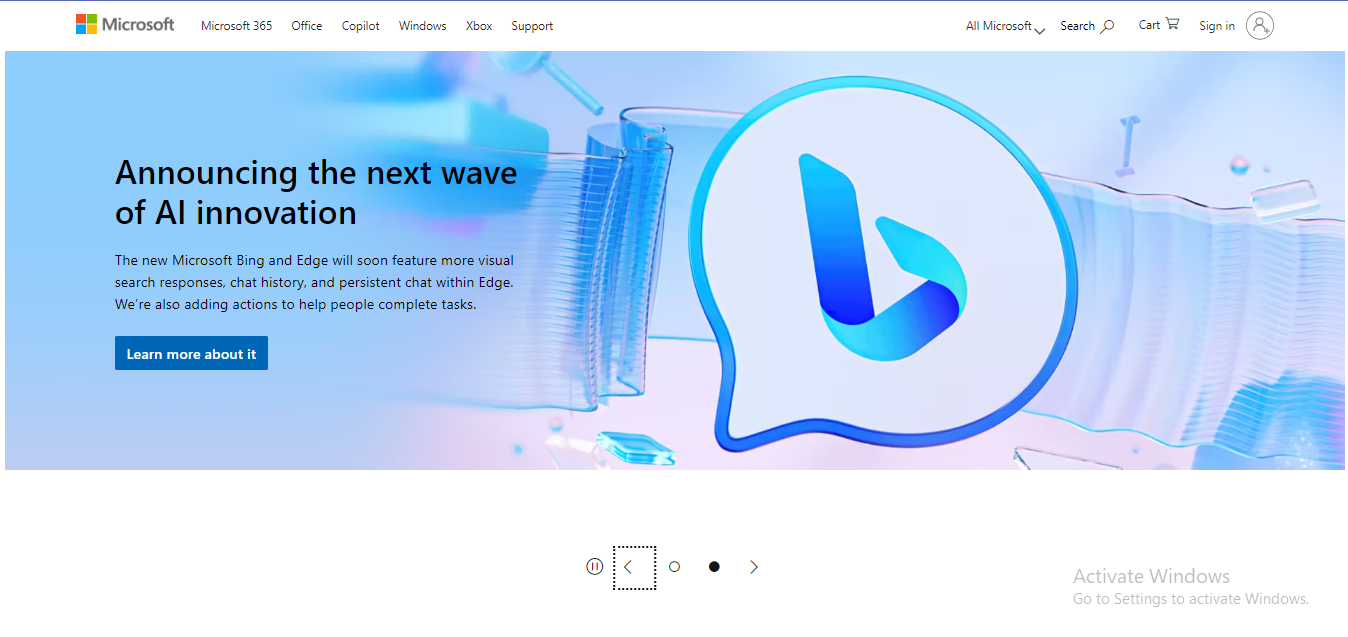 Microsoft Microsoft 365 Office Copilot Windows Xbox Support All Microsoft Search Cart Sign in
Announcing the next wave
of AI innovation
The new Microsoft Bing and Edge will soon feature more visual
search responses, chat history, and persistent chat within Edge.
We’re also adding actions to help people complete tasks.
Learn more about it
Activate Windows
Go to Settings to activate Windows.